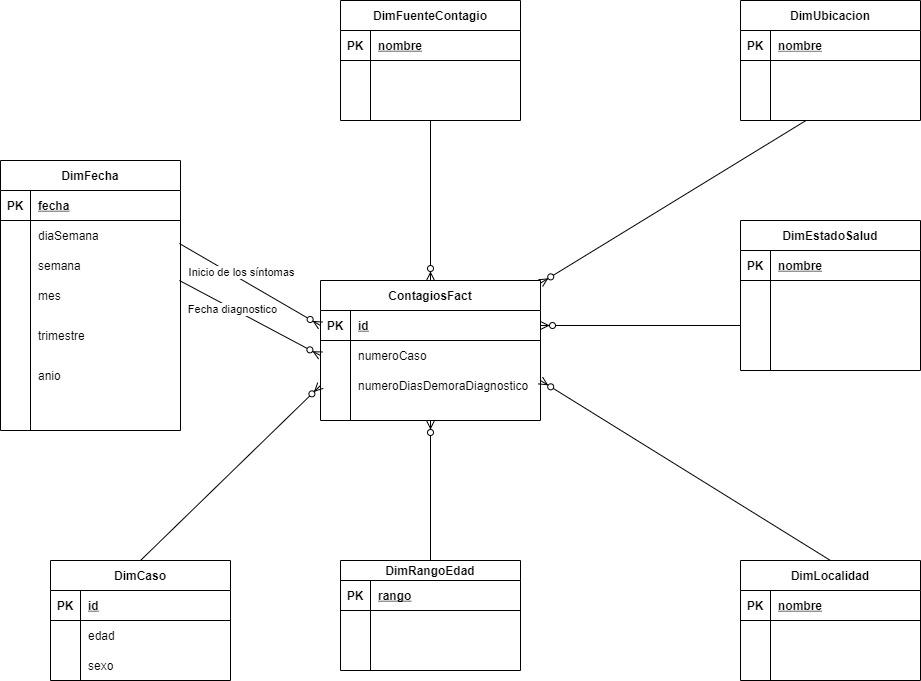 DimFuenteContagio
PK nombre
DimUbicacion
PK nombre
DimFecha
PK fecha
diaSemana
semana
mes
trimestre
anio
Inicio de los síntomas
Fecha diagnostico
DimEstadoSalud
PK nombre
ContagiosFact
PK id
numeroCaso
numeroDiasDemoraDiagnostico
DimCaso
PK id
edad
sexo
DimRangoEdad
PK rango
DimLocalidad
PK nombre